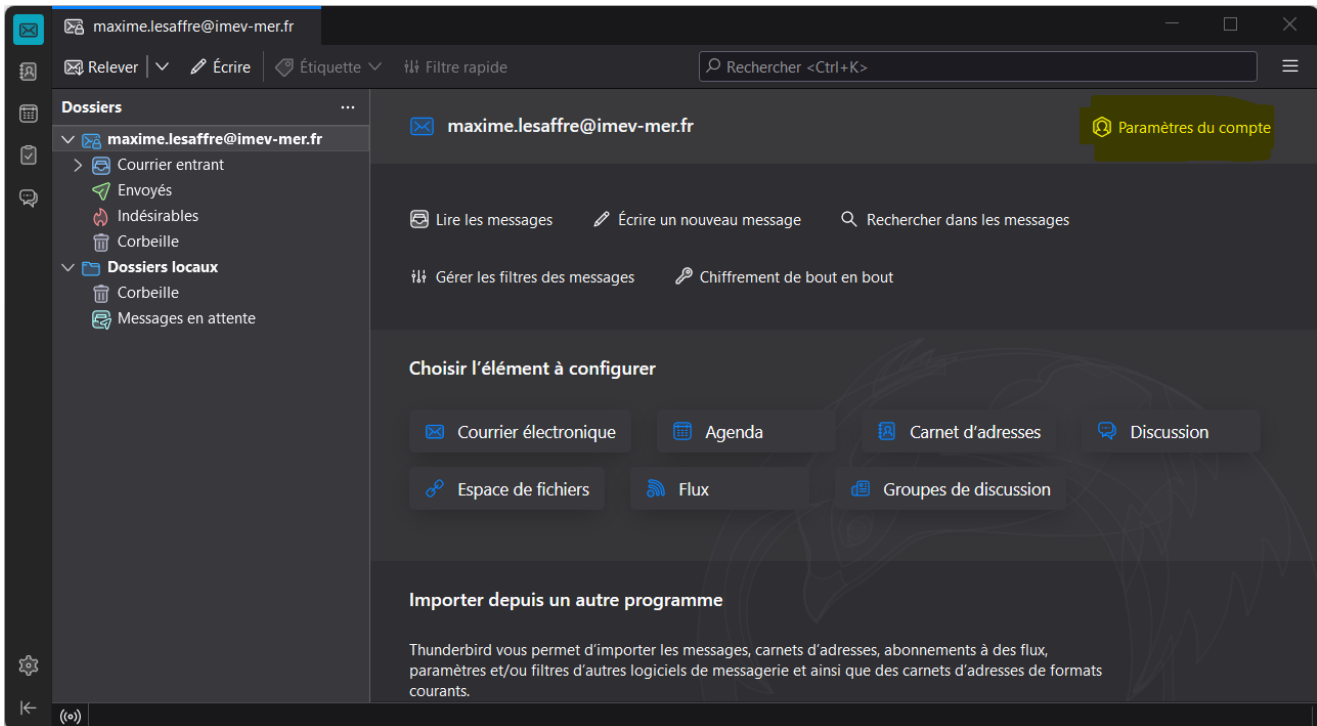 maxime.lesaffre@imev-mer.fr
Relever Écrire Étiquette Filtre rapide Rechercher <Ctrl+K>
Dossiers
maxime.lesaffre@imev-mer.fr
Courrier entrant
Envoyés
Indésirables
Corbeille
Dossiers locaux
Corbeille
Messages en attente
maxime.lesaffre@imev-mer.fr
Paramètres du compte
Lire les messages Écrire un nouveau message Rechercher dans les messages
Gérer les filtres des messages Chiffrement de bout en bout
Choisir l’élément à configurer
Courrier électronique Agenda Carnet d’adresses Discussion
Espace de fichiers Flux Groupes de discussion
Importer depuis un autre programme
Thunderbird vous permet d’importer les messages, carnets d’adresses, abonnements à des flux,
paramètres et/ou filtres d’autres logiciels de messagerie et ainsi que des carnets d’adresses de formats
courants.